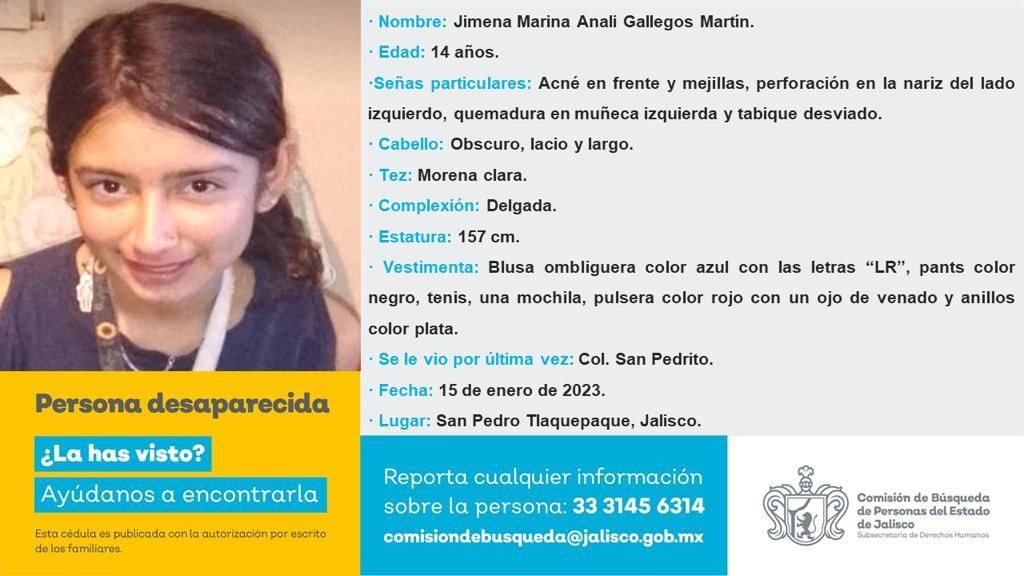 · Nombre: Jimena Marina Anali Gallegos Martín.
· Edad: 14 años.
·Señas particulares: Acné en frente y mejillas, perforación en la nariz del lado
izquierdo, quemadura en muñeca izquierda y tabique desviado.
· Cabello: Obscuro, lacio y largo.
· Tez: Morena clara.
· Complexión: Delgada.
· Estatura: 157 cm.
· Vestimenta: Blusa ombliguera color azul con las letras “LR”, pants color
negro, tenis, una mochila, pulsera color rojo con un ojo de venado y anillos
color plata.
· Se le vio por última vez: Col. San Pedrito.
· Fecha: 15 de enero de 2023.
· Lugar: San Pedro Tlaquepaque, Jalisco.
Persona desaparecida
¿La has visto?
Ayúdanos a encontrarla
Esta cédula es publicada con la autorización por escrito
de los familiares.
Reporta cualquier información
sobre la persona: 33 3145 6314
comisiondebusqueda@jalisco.gob.mx
Comisión de Búsqueda
de Personas del Estado
de Jalisco
Subsecretaría de Derechos Humanos